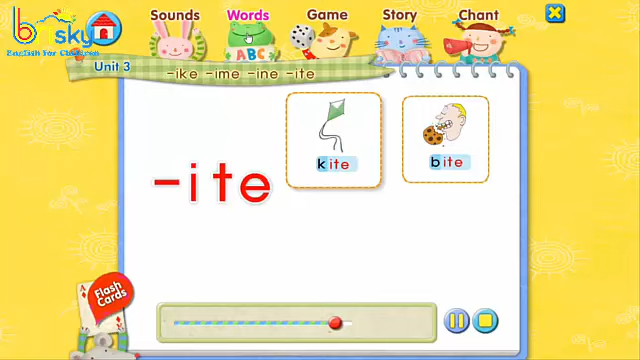 Sounds Words Game Story Chant
b sky
English For Children
ABC
Unit 3
-ike -ime -ine -ite
-ite
kite bite
Flash Cards